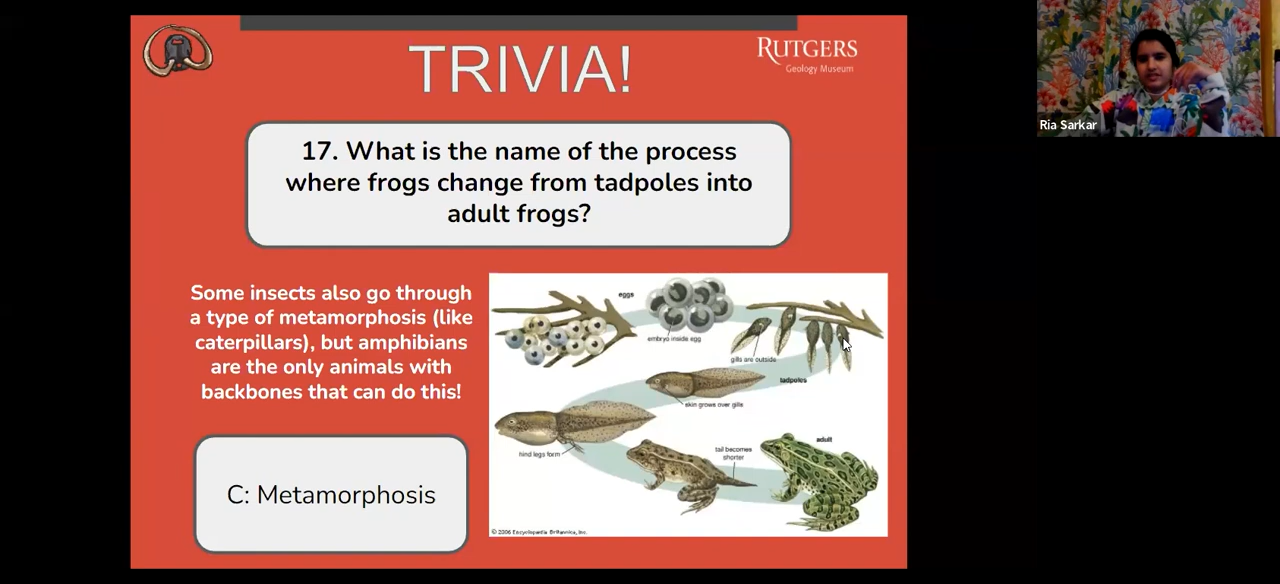 TRIVIA!
RUTGERS
Geology Museum
Ria Sarkar
17. What is the name of the process
where frogs change from tadpoles into
adult frogs?
Some insects also go through
a type of metamorphosis (like
caterpillars), but amphibians
are the only animals with
backbones that can do this!
C: Metamorphosis
eggs
embryo inside egg
gills are outside
tadpoles
skin grows over gills
hind legs form
tail becomes
shorter
adult
© 2006 Encyclopædia Britannica, Inc.